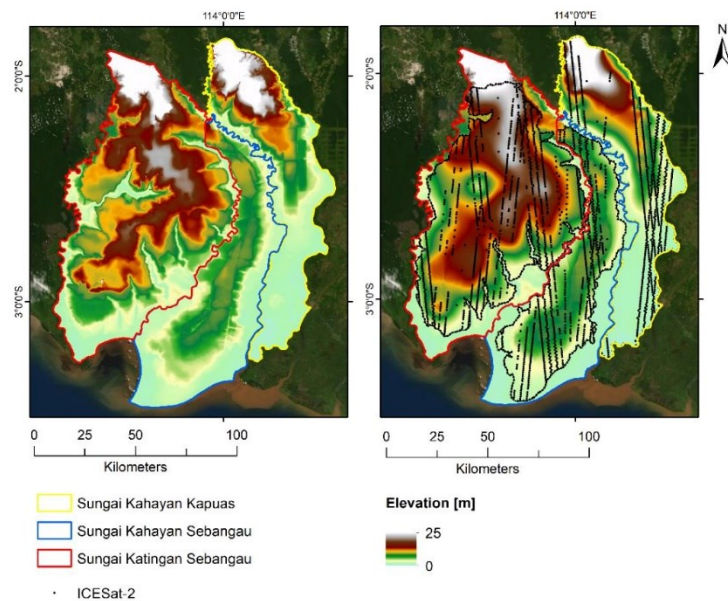 114°0'0"E
114°0'0"E
N
2°0'0"S
2°0'0"S
3°0'0"S
3°0'0"S
0 25 50 100
Kilometers
0 25 50 100
Kilometers
Sungai Kahayan Kapuas
Sungai Kahayan Sebangau
Sungai Katingan Sebangau
ICESat-2
Elevation [m]
25
0